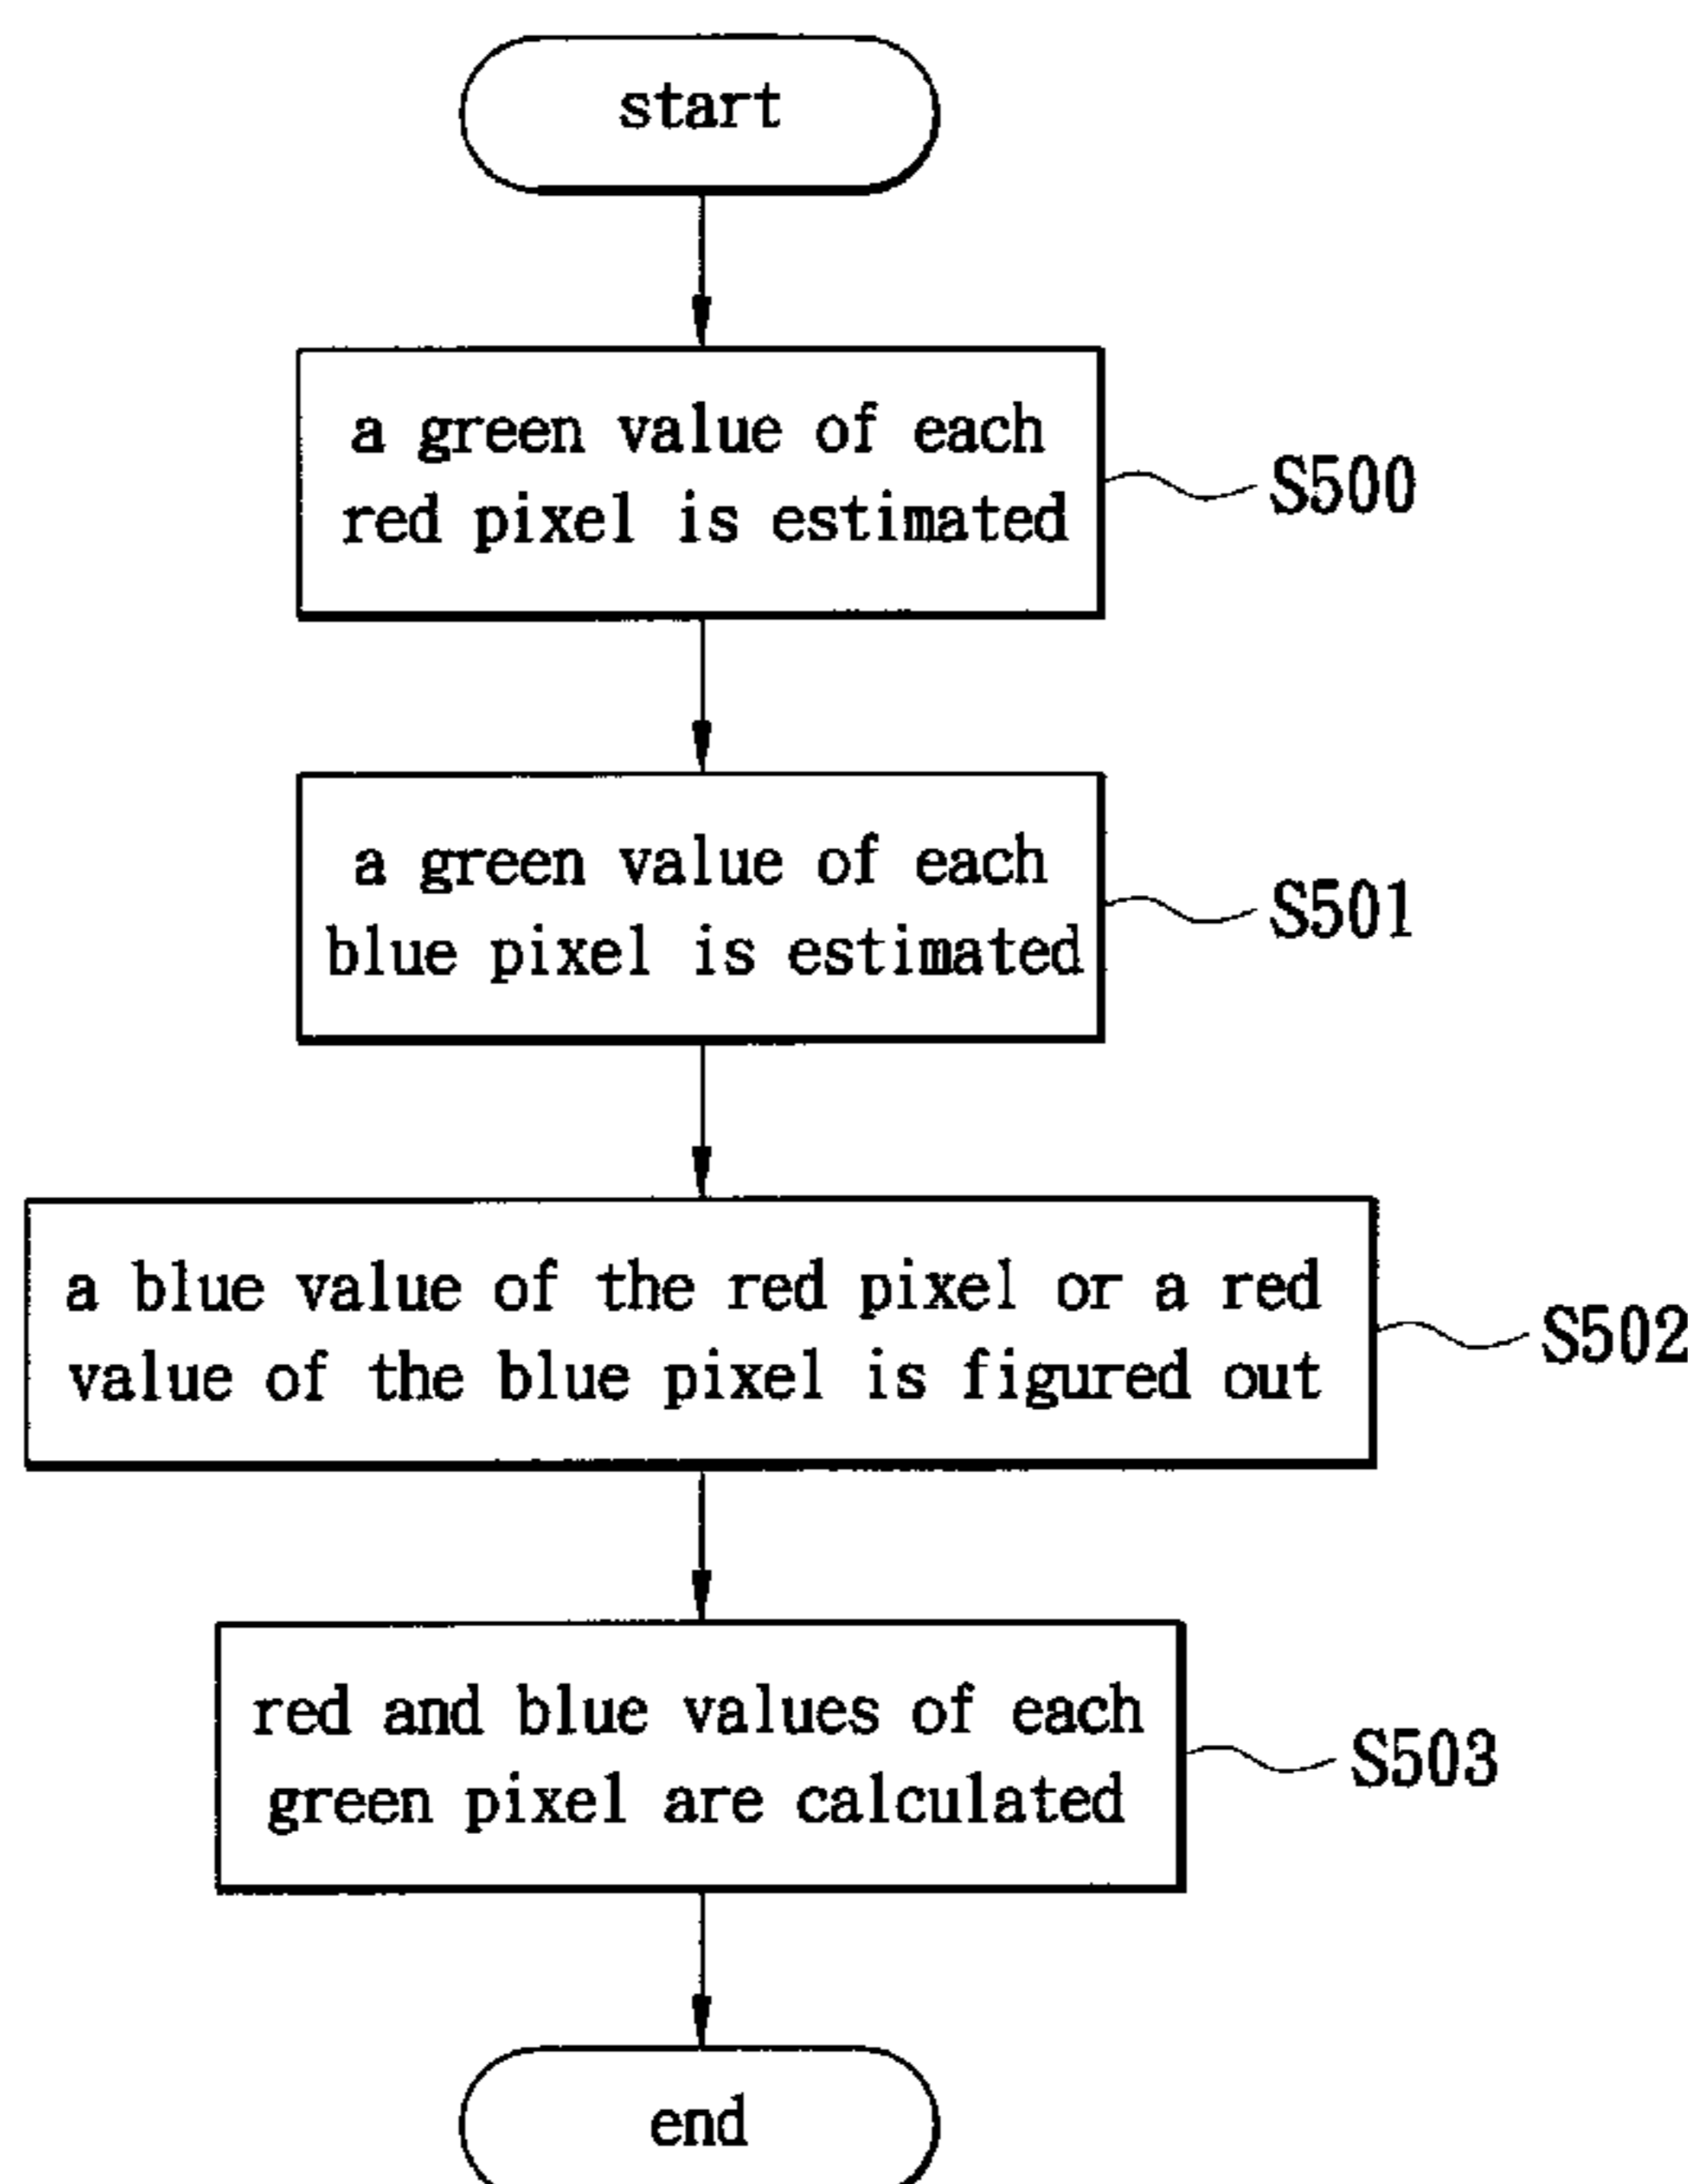 start
a green value of each
red pixel is estimated
S500
a green value of each
blue pixel is estimated
S501
a blue value of the red pixel or a red
value of the blue pixel is figured out
S502
red and blue values of each
green pixel are calculated
S503
end